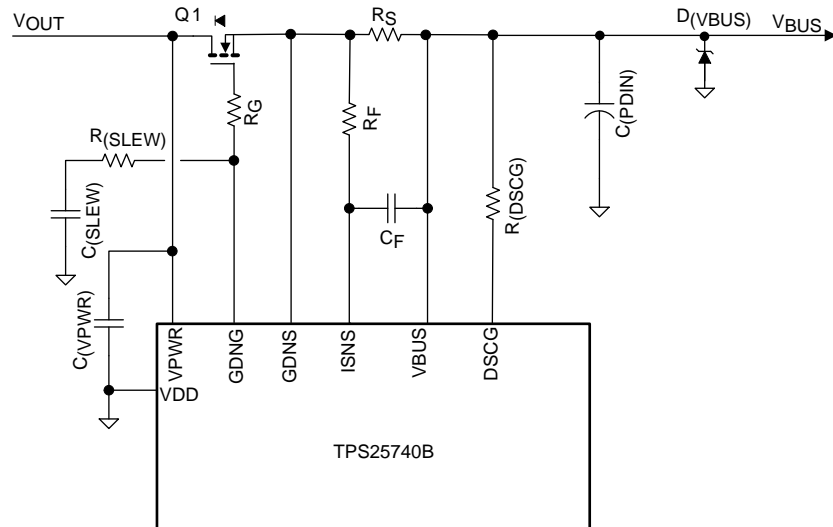 VOUT
Q1
RS
D(VBUS)
VBUS
RG
RF
C(PDIN)
R(SLEW)
C(SLEW)
CF
R(DSCG)
C(VPWR)
VPWR
GDNG
GDNS
ISNS
VBUS
DSCG
VDD
TPS25740B